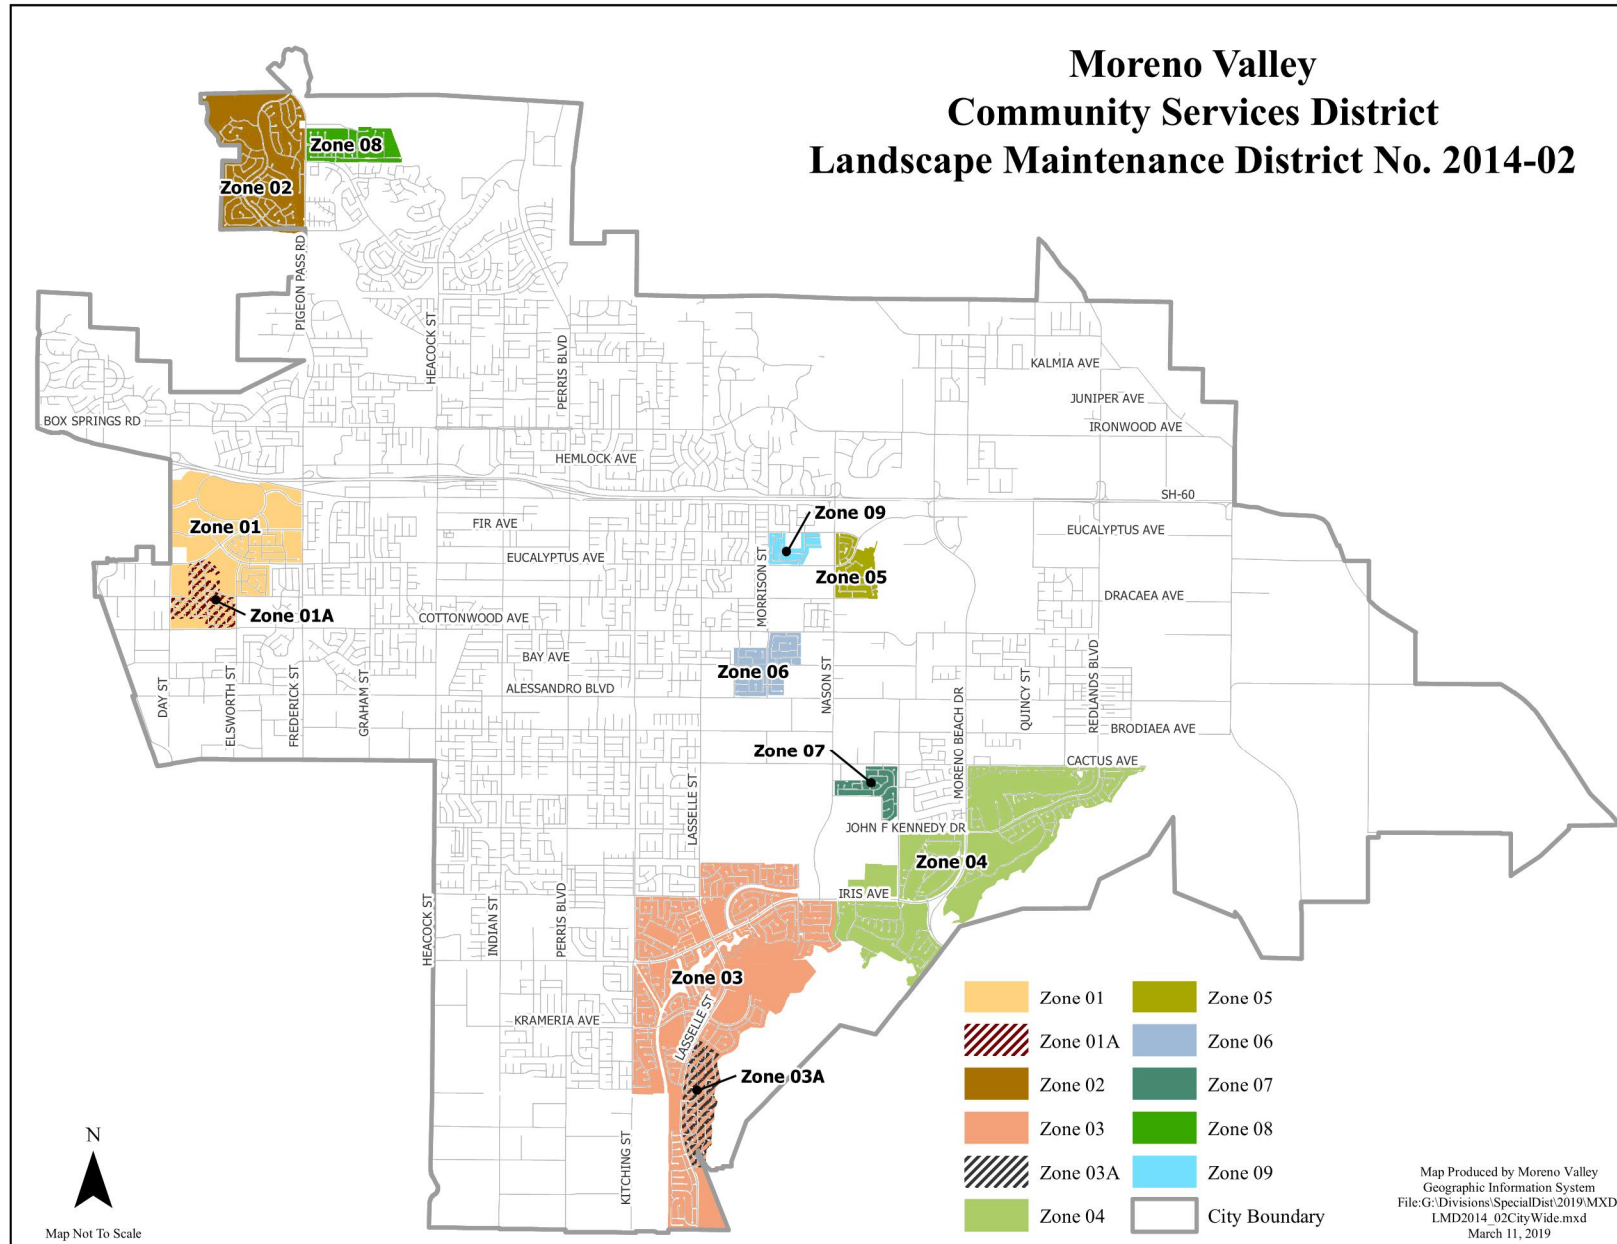 Moreno Valley
Community Services District
Landscape Maintenance District No. 2014-02
Zone 08
Zone 02
PIGEON PASS RD
HEACOCK ST
PERRIS BLVD
KALMIA AVE
JUNIPER AVE
IRONWOOD AVE
BOX SPRINGS RD
HEMLOCK AVE
SH-60
Zone 01
FIR AVE
Zone 09
EUCALYPTUS AVE
EUCALYPTUS AVE
MORRISON ST
Zone 05
DRACAEA AVE
Zone 01A
COTTONWOOD AVE
BAY AVE
Zone 06
ALESSANDRO BLVD
DAY ST
ELSWORTH ST
FREDERICK ST
GRAHAM ST
NASON ST
MORENO BEACH DR
QUINCY ST
REDLANDS BLVD
BRODIAEA AVE
Zone 07
CACTUS AVE
LASSELLE ST
JOHN F KENNEDY DR
Zone 04
IRIS AVE
HEACOCK ST
INDIAN ST
PERRIS BLVD
Zone 03
KRAMERIA AVE
LASSELLE ST
Zone 03A
KITCHING ST
Zone 01
Zone 01A
Zone 02
Zone 03
Zone 03A
Zone 04
Zone 05
Zone 06
Zone 07
Zone 08
Zone 09
City Boundary
N
Map Not To Scale
Map Produced by Moreno Valley
Geographic Information System
File:G:\Divisions\SpecialDist\2019\MXD
LMD2014_02CityWide.mxd
March 11, 2019